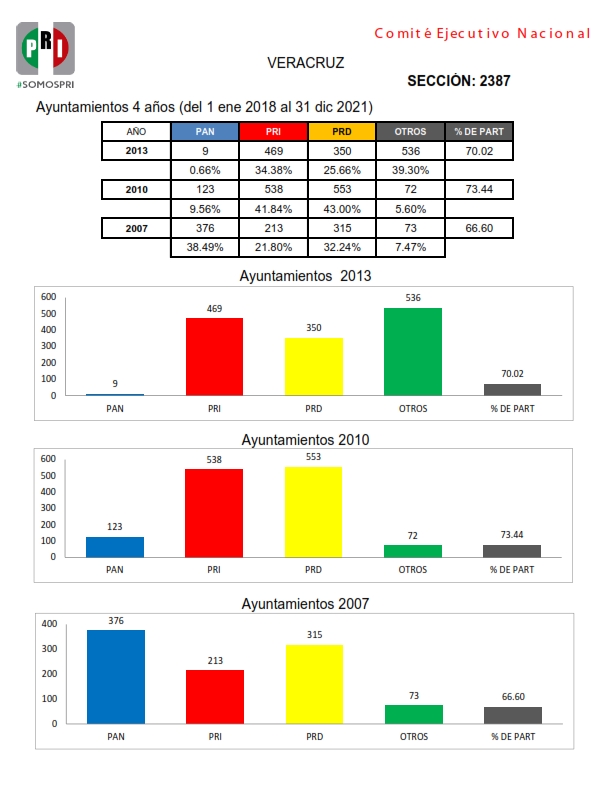 Comité Ejecutivo Nacional
PRI
#SOMOSPRI
VERACRUZ
SECCIÓN: 2387
Ayuntamientos 4 años (del 1 ene 2018 al 31 dic 2021)
AÑO PAN PRI PRD OTROS % DE PART
2013 9 469 350 536 70.02
0.66% 34.38% 25.66% 39.30%
2010 123 538 553 72 73.44
9.56% 41.84% 43.00% 5.60%
2007 376 213 315 73 66.60
38.49% 21.80% 32.24% 7.47%
Ayuntamientos 2013
600
500
400
300
200
100
0
9 469 350 536 70.02
PAN PRI PRD OTROS % DE PART
Ayuntamientos 2010
600
500
400
300
200
100
0
123 538 553 72 73.44
PAN PRI PRD OTROS % DE PART
Ayuntamientos 2007
400
300
200
100
0
376 213 315 73 66.60
PAN PRI PRD OTROS % DE PART